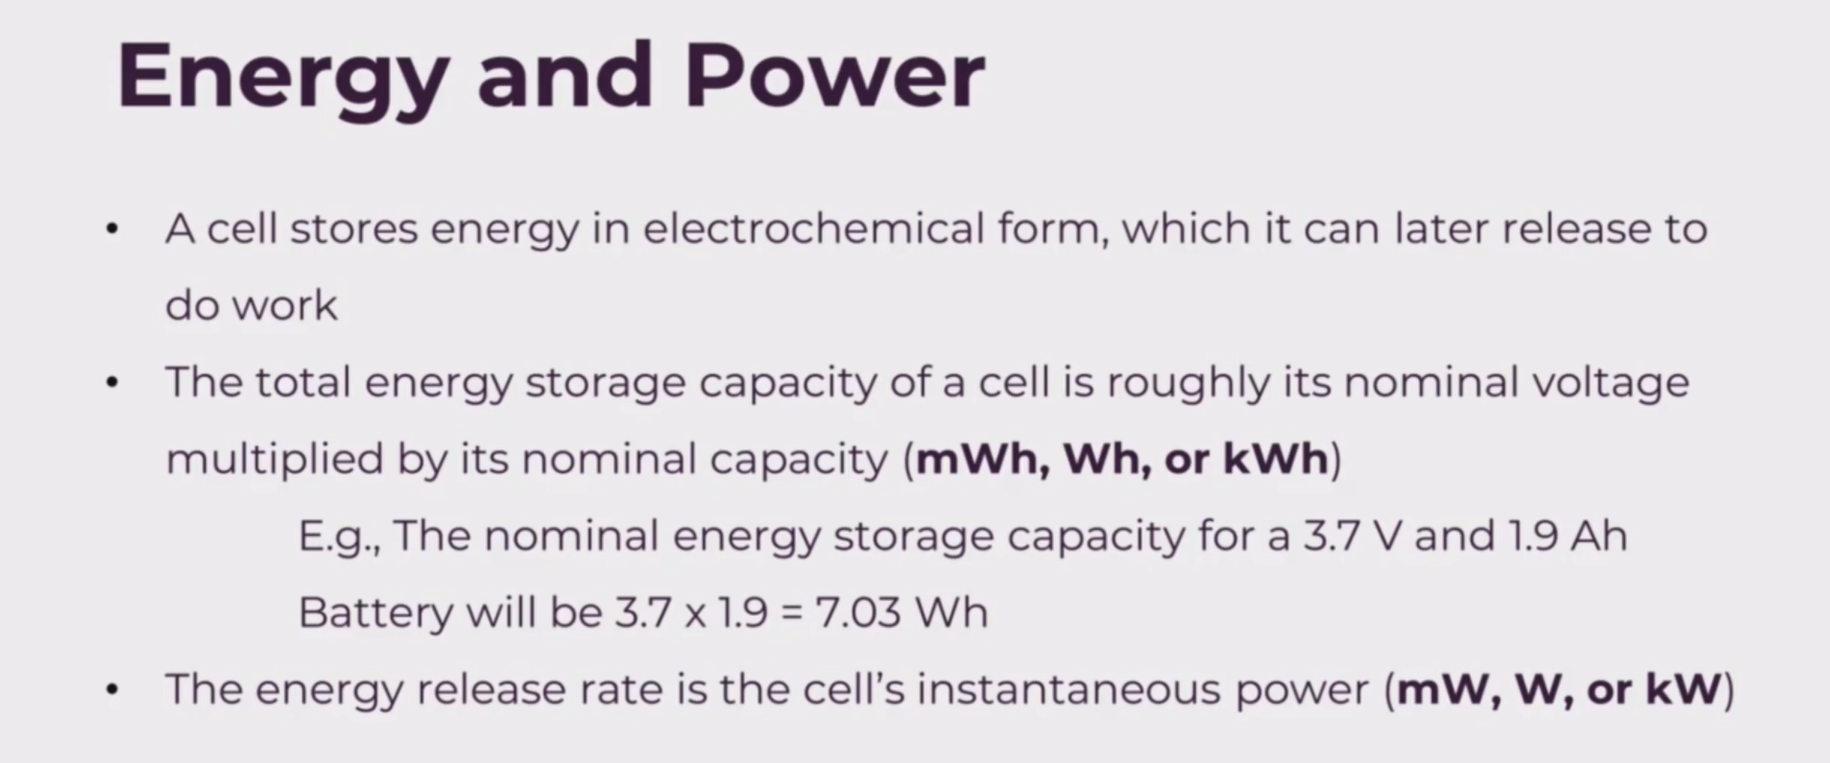 Energy and Power
• A cell stores energy in electrochemical form, which it can later release to
do work
• The total energy storage capacity of a cell is roughly its nominal voltage
multiplied by its nominal capacity (mWh, Wh, or kWh)
E.g., The nominal energy storage capacity for a 3.7 V and 1.9 Ah
Battery will be 3.7 x 1.9 = 7.03 Wh
• The energy release rate is the cell’s instantaneous power (mW, W, or kW)